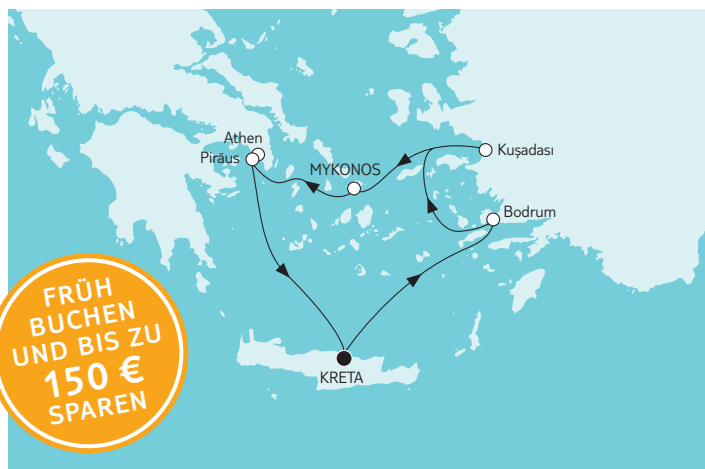 Athen
Piräus
MYKONOS
Kuşadası
Bodrum
KRETA
FRÜH
BUCHEN
UND BIS ZU
150 €
SPAREN